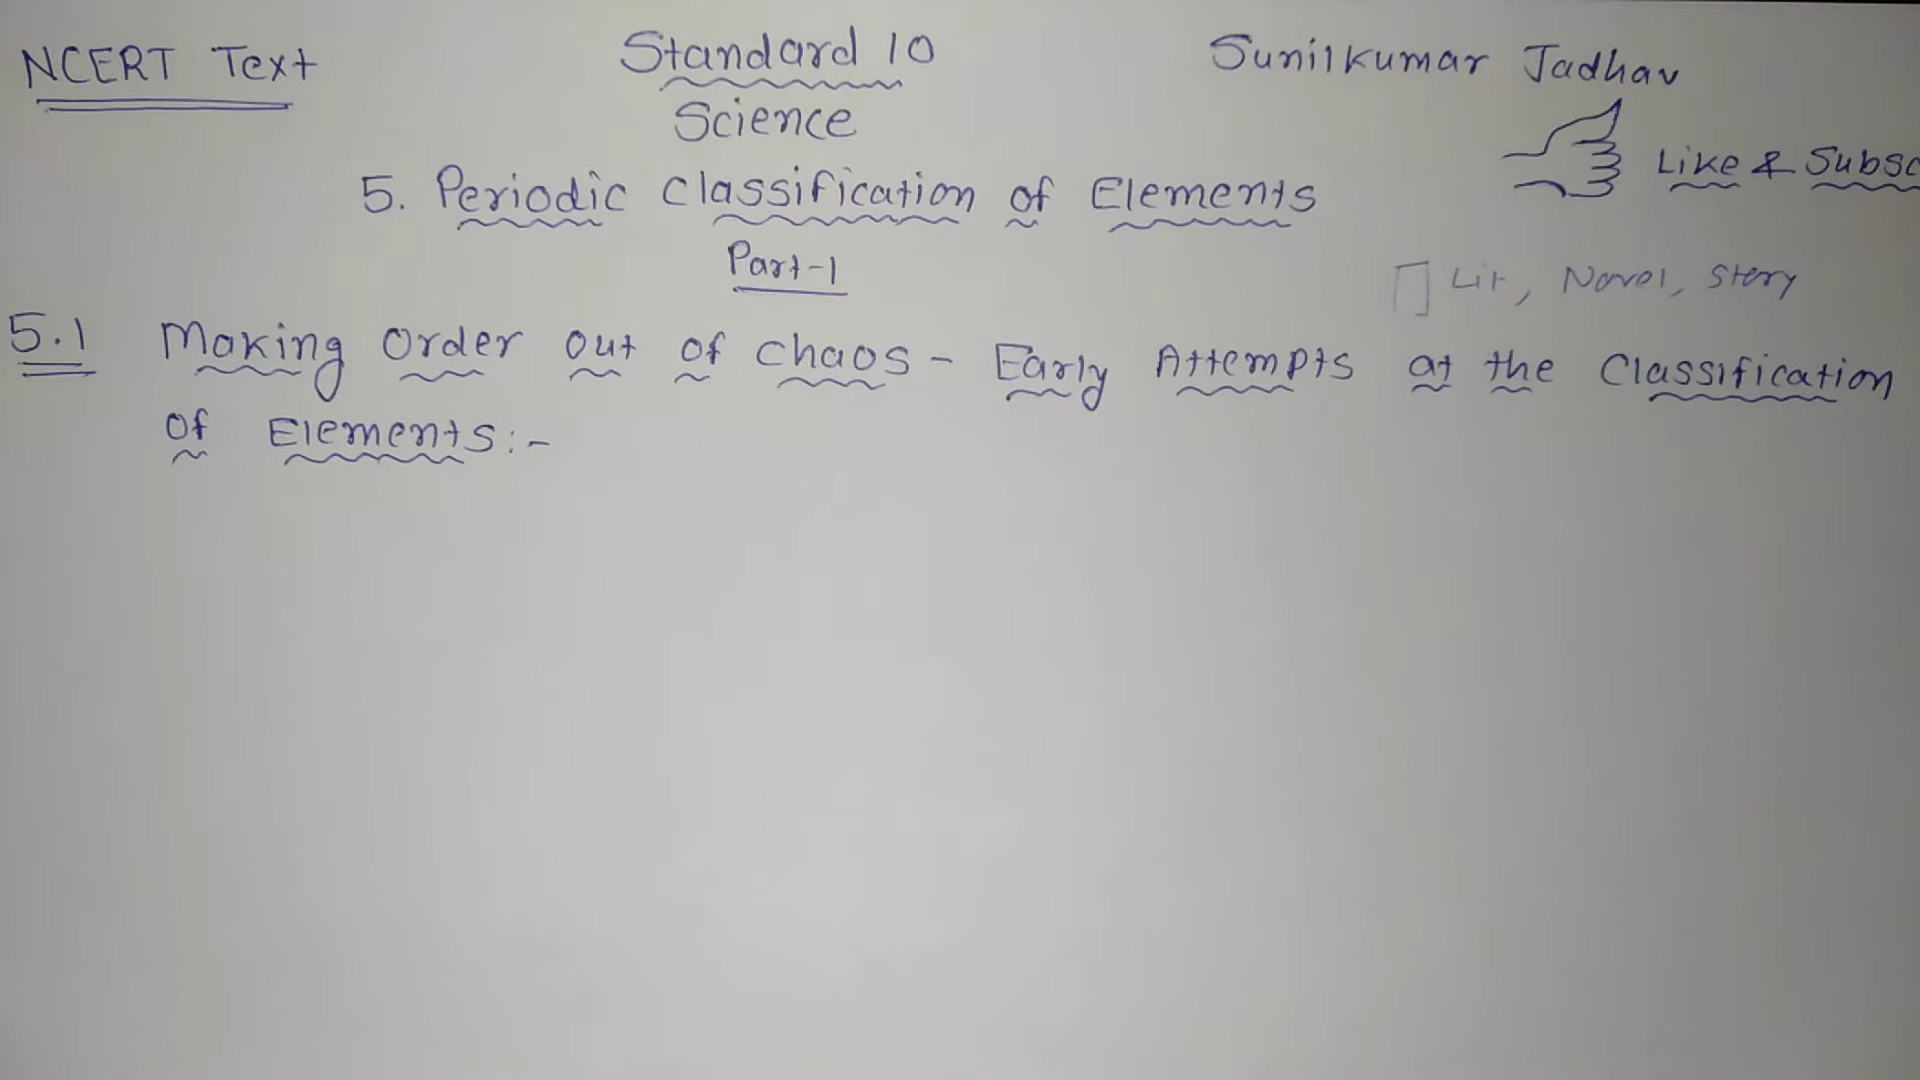 NCERT Text
Standard 10
Sunilkumar Jadhav
Science
Like & Subsc
5. Periodic Classification of Elements
Part-1
Lit, Novel, Story
5.1 Making Order out of chaos - Early Attempts at the Classification
of Elements:-